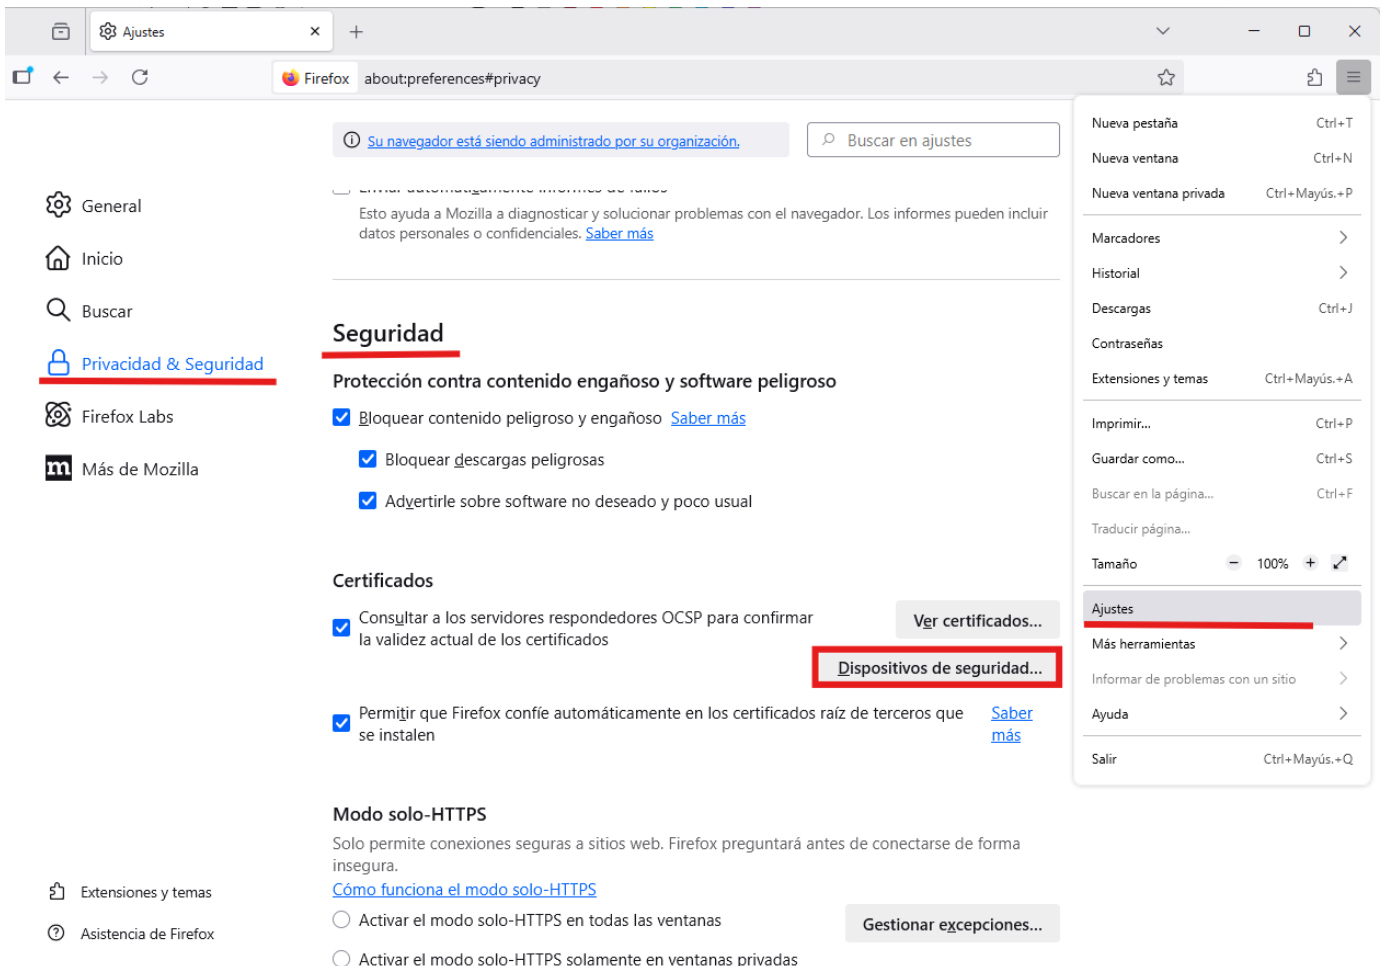 Ajustes
Firefox about:preferences#privacy
Su navegador está siendo administrado por su organización.
Buscar en ajustes
General
Inicio
Buscar
Privacidad & Seguridad
Firefox Labs
Más de Mozilla
Extensiones y temas
Asistencia de Firefox
Enviar automáticamente informes de fallos
Esto ayuda a Mozilla a diagnosticar y solucionar problemas con el navegador. Los informes pueden incluir
datos personales o confidenciales. Saber más
Seguridad
Protección contra contenido engañoso y software peligroso
Bloquear contenido peligroso y engañoso Saber más
Bloquear descargas peligrosas
Advertirle sobre software no deseado y poco usual
Certificados
Consultar a los servidores respondedores OCSP para confirmar
la validez actual de los certificados
Ver certificados...
Dispositivos de seguridad...
Permitir que Firefox confíe automáticamente en los certificados raíz de terceros que
se instalen
Saber
más
Modo solo-HTTPS
Solo permite conexiones seguras a sitios web. Firefox preguntará antes de conectarse de forma
insegura.
Cómo funciona el modo solo-HTTPS
Activar el modo solo-HTTPS en todas las ventanas
Gestionar excepciones...
Activar el modo solo-HTTPS solamente en ventanas privadas
Nueva pestaña Ctrl+T
Nueva ventana Ctrl+N
Nueva ventana privada Ctrl+Mayús.+P
Marcadores
Historial
Descargas Ctrl+J
Contraseñas
Extensiones y temas Ctrl+Mayús.+A
Imprimir... Ctrl+P
Guardar como... Ctrl+S
Buscar en la página... Ctrl+F
Traducir página...
Tamaño − 100% +
Ajustes
Más herramientas
Informar de problemas con un sitio
Ayuda
Salir Ctrl+Mayús.+Q